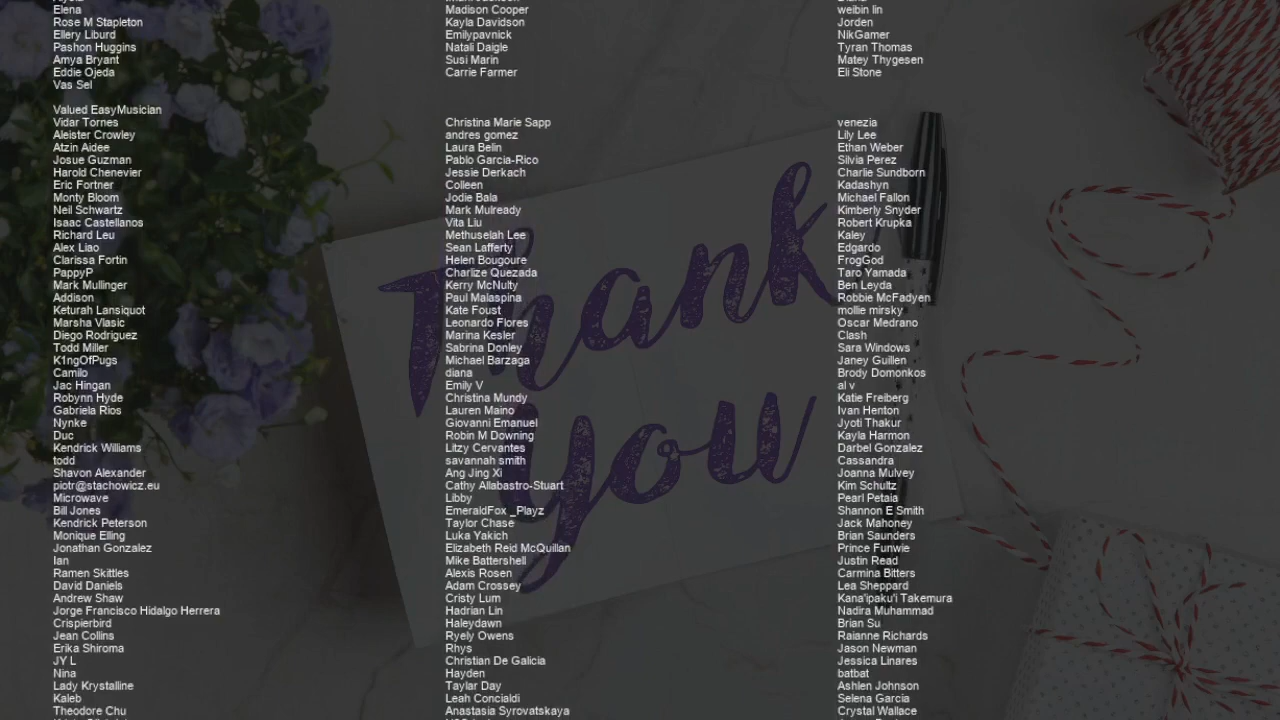 Elena
Rose M Stapleton
Ellery Liburd
Pashon Huggins
Amya Bryant
Eddie Ojeda
Vas Sel
Madison Cooper
Kayla Davidson
Emilypavnick
Natali Daigle
Susi Marin
Carrie Farmer
weibin lin
Jorden
NikGamer
Tyran Thomas
Matey Thygesen
Eli Stone
Valued EasyMusician
Vidar Tornes
Aleister Crowley
Atzin Aidee
Josue Guzman
Harold Chenevier
Eric Fortner
Monty Bloom
Neil Schwartz
Isaac Castellanos
Richard Leu
Alex Liao
Clarissa Fortin
PappyP
Mark Mullinger
Addison
Keturah Lansiquot
Marsha Vlasic
Diego Rodriguez
Todd Miller
K1ngOfPugs
Camilo
Jac Hingan
Robynn Hyde
Gabriela Rios
Nynke
Duc
Kendrick Williams
todd
Shavon Alexander
piotr@stachowicz.eu
Microwave
Bill Jones
Kendrick Peterson
Monique Elling
Jonathan Gonzalez
Ian
Ramen Skittles
David Daniels
Andrew Shaw
Jorge Francisco Hidalgo Herrera
Crispierbird
Jean Collins
Erika Shiroma
JY L
Nina
Lady Krystalline
Kaleb
Theodore Chu
Christina Marie Sapp
andres gomez
Laura Belin
Pablo Garcia-Rico
Jessie Derkach
Colleen
Jodie Bala
Mark Mulready
Vita Liu
Methuselah Lee
Sean Lafferty
Helen Bougoure
Charlize Quezada
Kerry McNulty
Paul Malaspina
Kate Foust
Leonardo Flores
Marina Kesler
Sabrina Donley
Michael Barzaga
diana
Emily V
Christina Mundy
Lauren Maino
Giovanni Emanuel
Robin M Downing
Litzy Cervantes
savannah smith
Ang Jing Xi
Cathy Allabastro-Stuart
Libby
EmeraldFox _Playz
Taylor Chase
Luka Yakich
Elizabeth Reid McQuillan
Mike Battershell
Alexis Rosen
Adam Crossey
Cristy Lum
Hadrian Lin
Haleydawn
Ryely Owens
Rhys
Christian De Galicia
Hayden
Taylar Day
Leah Concialdi
Anastasia Syrovatskaya
venezia
Lily Lee
Ethan Weber
Silvia Perez
Charlie Sundborn
Kadashyn
Michael Fallon
Kimberly Snyder
Robert Krupka
Kaley
Edgardo
FrogGod
Taro Yamada
Ben Leyda
Robbie McFadyen
mollie mirsky
Oscar Medrano
Clash
Sara Windows
Janey Guillen
Brody Domonkos
al v
Katie Freiberg
Ivan Henton
Jyoti Thakur
Kayla Harmon
Darbel Gonzalez
Cassandra
Joanna Mulvey
Kim Schultz
Pearl Petaia
Shannon E Smith
Jack Mahoney
Brian Saunders
Prince Funwie
Justin Read
Carmina Bitters
Lea Sheppard
Kana'ipaku'i Takemura
Nadira Muhammad
Brian Su
Raianne Richards
Jason Newman
Jessica Linares
batbat
Ashlen Johnson
Selena Garcia
Crystal Wallace
Thank
you